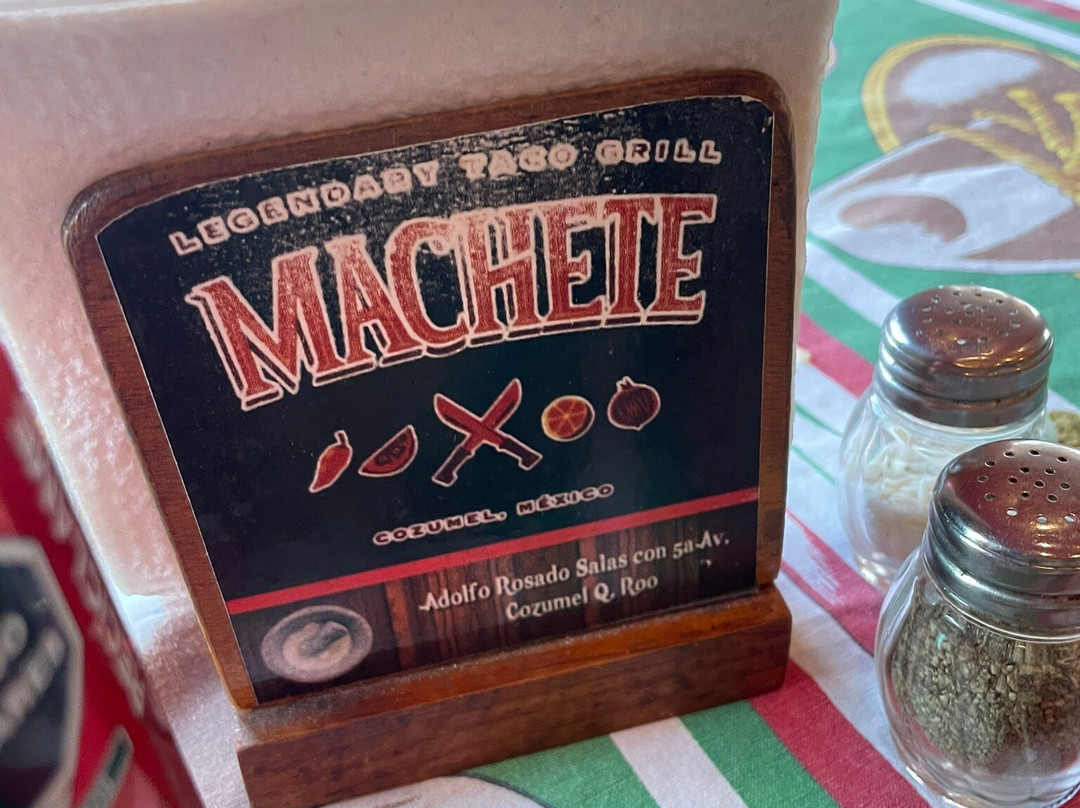 LEGENDARY TACO GRILL
MACHETE
COZUMEL, MÉXICO
Adolfo Rosado Salas con 5a Av.
Cozumel Q. Roo